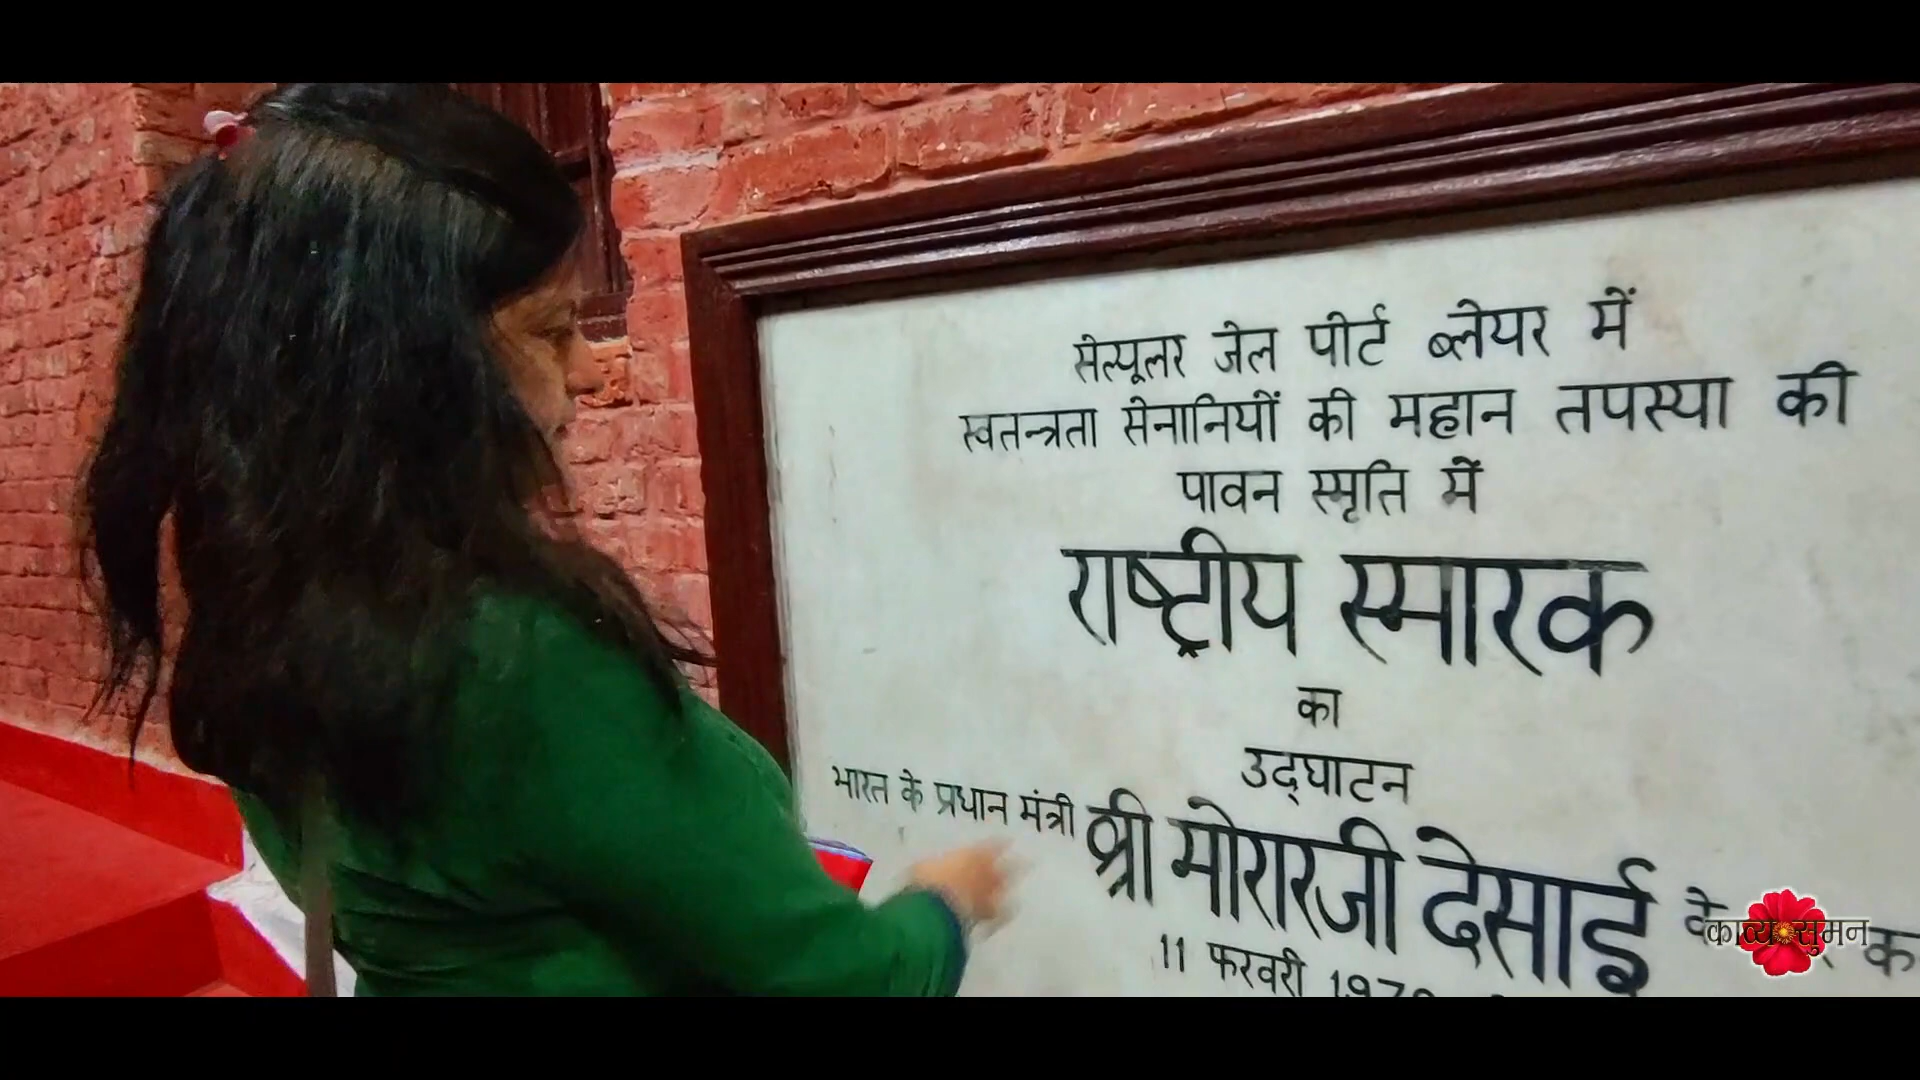 सेल्यूलर जेल पोर्ट ब्लेयर में
स्वतन्त्रता सेनानियों की महान तपस्या की
पावन स्मृति में
राष्ट्रीय स्मारक
का
उद्घाटन
भारत के प्रधान मंत्री श्री मोरारजी देसाई के
11 फरवरी
काव्य सुमन